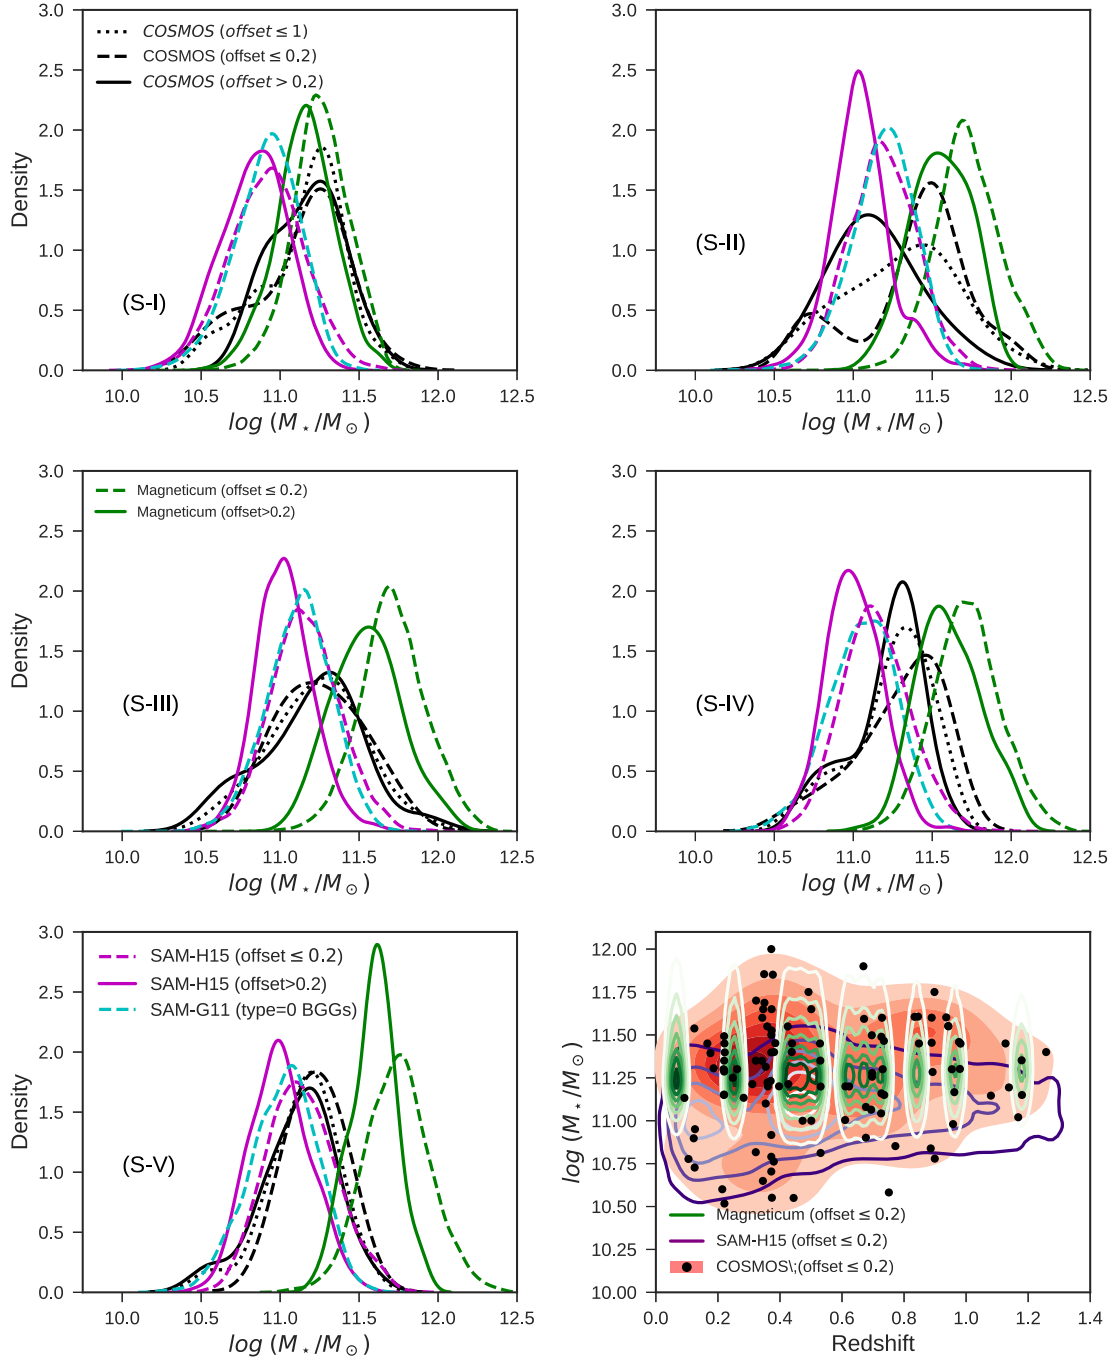 3.0
2.5
2.0
1.5
1.0
0.5
0.0
Density
COSMOS (offset ≤ 1)
COSMOS (offset ≤ 0.2)
COSMOS (offset > 0.2)
(S-I)
10.0 10.5 11.0 11.5 12.0 12.5
log (M⋆/M⊙)
3.0
2.5
2.0
1.5
1.0
0.5
0.0
(S-II)
10.0 10.5 11.0 11.5 12.0 12.5
log (M⋆/M⊙)
3.0
2.5
2.0
1.5
1.0
0.5
0.0
Density
Magneticum (offset ≤ 0.2)
Magneticum (offset>0.2)
(S-III)
10.0 10.5 11.0 11.5 12.0 12.5
log (M⋆/M⊙)
3.0
2.5
2.0
1.5
1.0
0.5
0.0
(S-IV)
10.0 10.5 11.0 11.5 12.0 12.5
log (M⋆/M⊙)
3.0
2.5
2.0
1.5
1.0
0.5
0.0
Density
SAM-H15 (offset ≤ 0.2)
SAM-H15 (offset>0.2)
SAM-G11 (type=0 BGGs)
(S-V)
10.0 10.5 11.0 11.5 12.0 12.5
log (M⋆/M⊙)
12.00
11.75
11.50
11.25
11.00
10.75
10.50
10.25
10.00
log (M⋆/M⊙)
Magneticum (offset ≤ 0.2)
SAM-H15 (offset ≤ 0.2)
COSMOS\;(offset ≤ 0.2)
0.0 0.2 0.4 0.6 0.8 1.0 1.2 1.4
Redshift